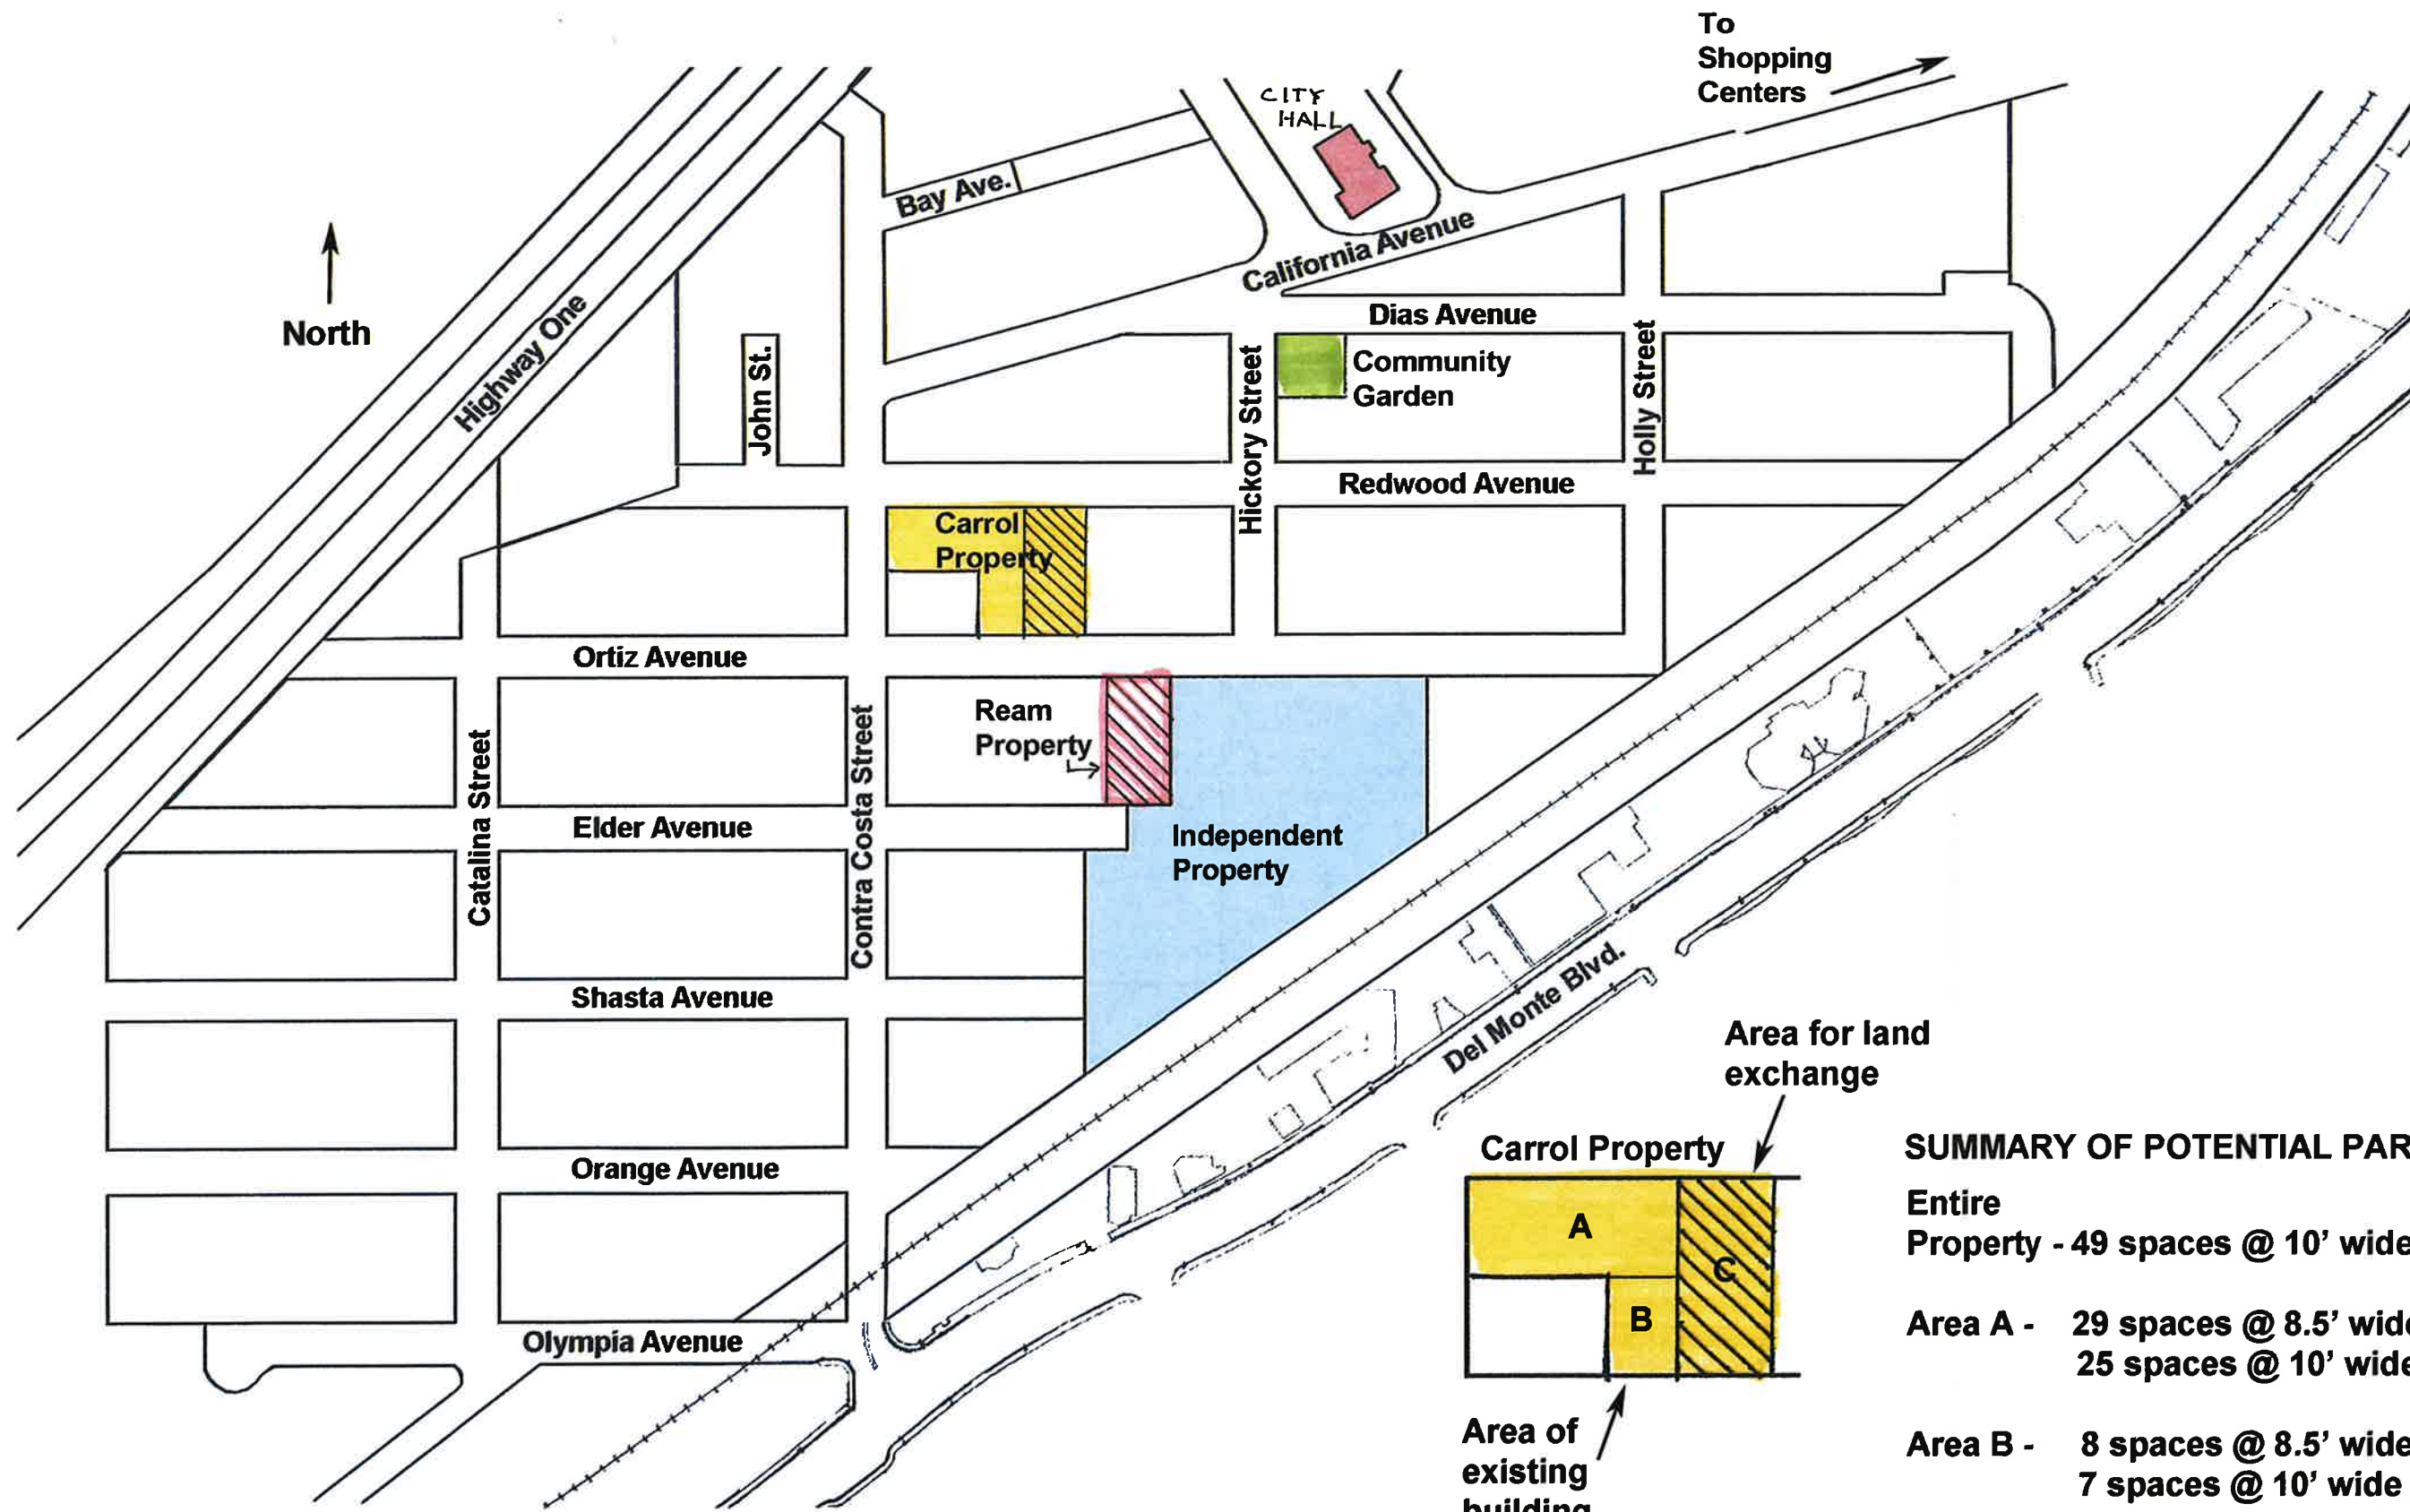 To
Shopping
Centers
CITY
HALL
Bay Ave.
California Avenue
North
Highway One
John St.
Dias Avenue
Community
Garden
Hickory Street
Holly Street
Redwood Avenue
Carrol
Property
Ortiz Avenue
Ream
Property
Catalina Street
Contra Costa Street
Elder Avenue
Independent
Property
Shasta Avenue
Del Monte Blvd.
Orange Avenue
Olympia Avenue
Area for land
exchange
Carrol Property
A
B
C
Area of
existing
building
SUMMARY OF POTENTIAL PAR
Entire
Property - 49 spaces @ 10' wide
Area A - 29 spaces @ 8.5' wide
25 spaces @ 10' wide
Area B - 8 spaces @ 8.5' wide
7 spaces @ 10' wide